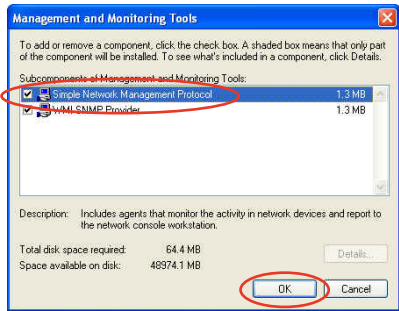 Management and Monitoring Tools
To add or remove a component, click the check box. A shaded box means that only part
of the component will be installed. To see what's included in a component, click Details.
Subcomponents of Management and Monitoring Tools:
Simple Network Management Protocol 1.3 MB
WMI SNMP Provider 1.3 MB
Description: Includes agents that monitor the activity in network devices and report to
the network console workstation.
Total disk space required: 64.4 MB
Space available on disk: 48974.1 MB
Details...
OK Cancel